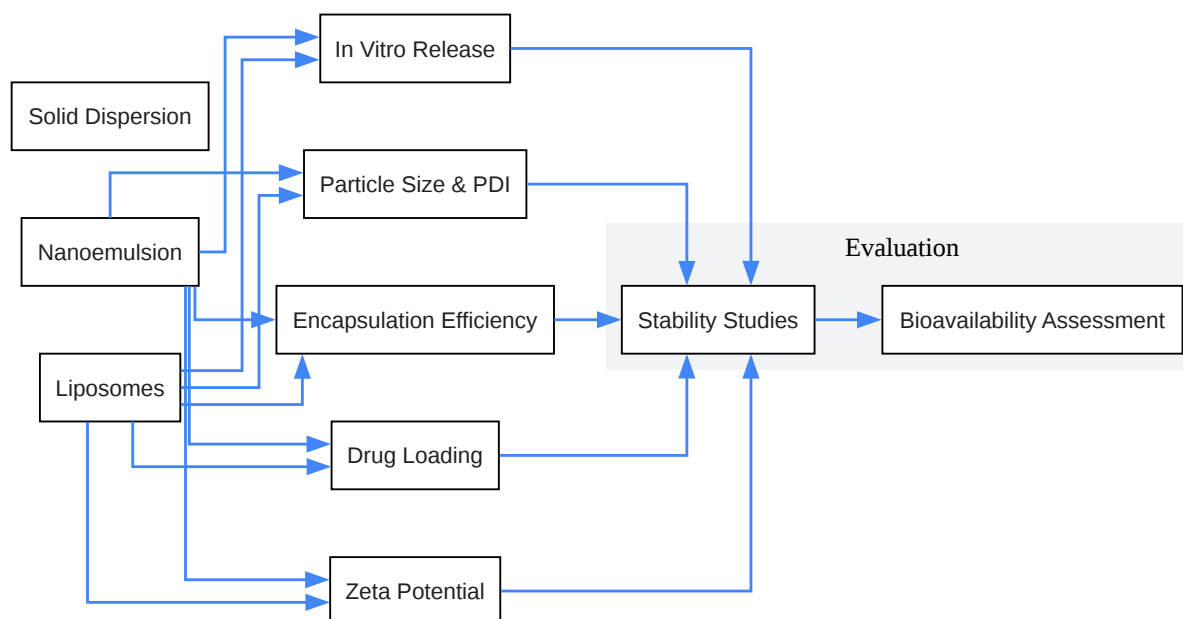 In Vitro Release
Solid Dispersion
Particle Size & PDI
Nanoemulsion
Evaluation
Encapsulation Efficiency
Stability Studies
Bioavailability Assessment
Liposomes
Drug Loading
Zeta Potential